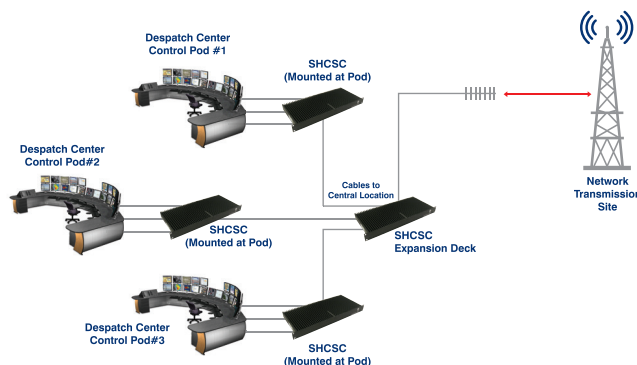 Despatch Center
Control Pod #1
SHCSC
(Mounted at Pod)
Despatch Center
Control Pod#2
Cables to
Central Location
Network
Transmission
Site
SHCSC
(Mounted at Pod)
SHCSC
Expansion Deck
Despatch Center
Control Pod#3
SHCSC
(Mounted at Pod)